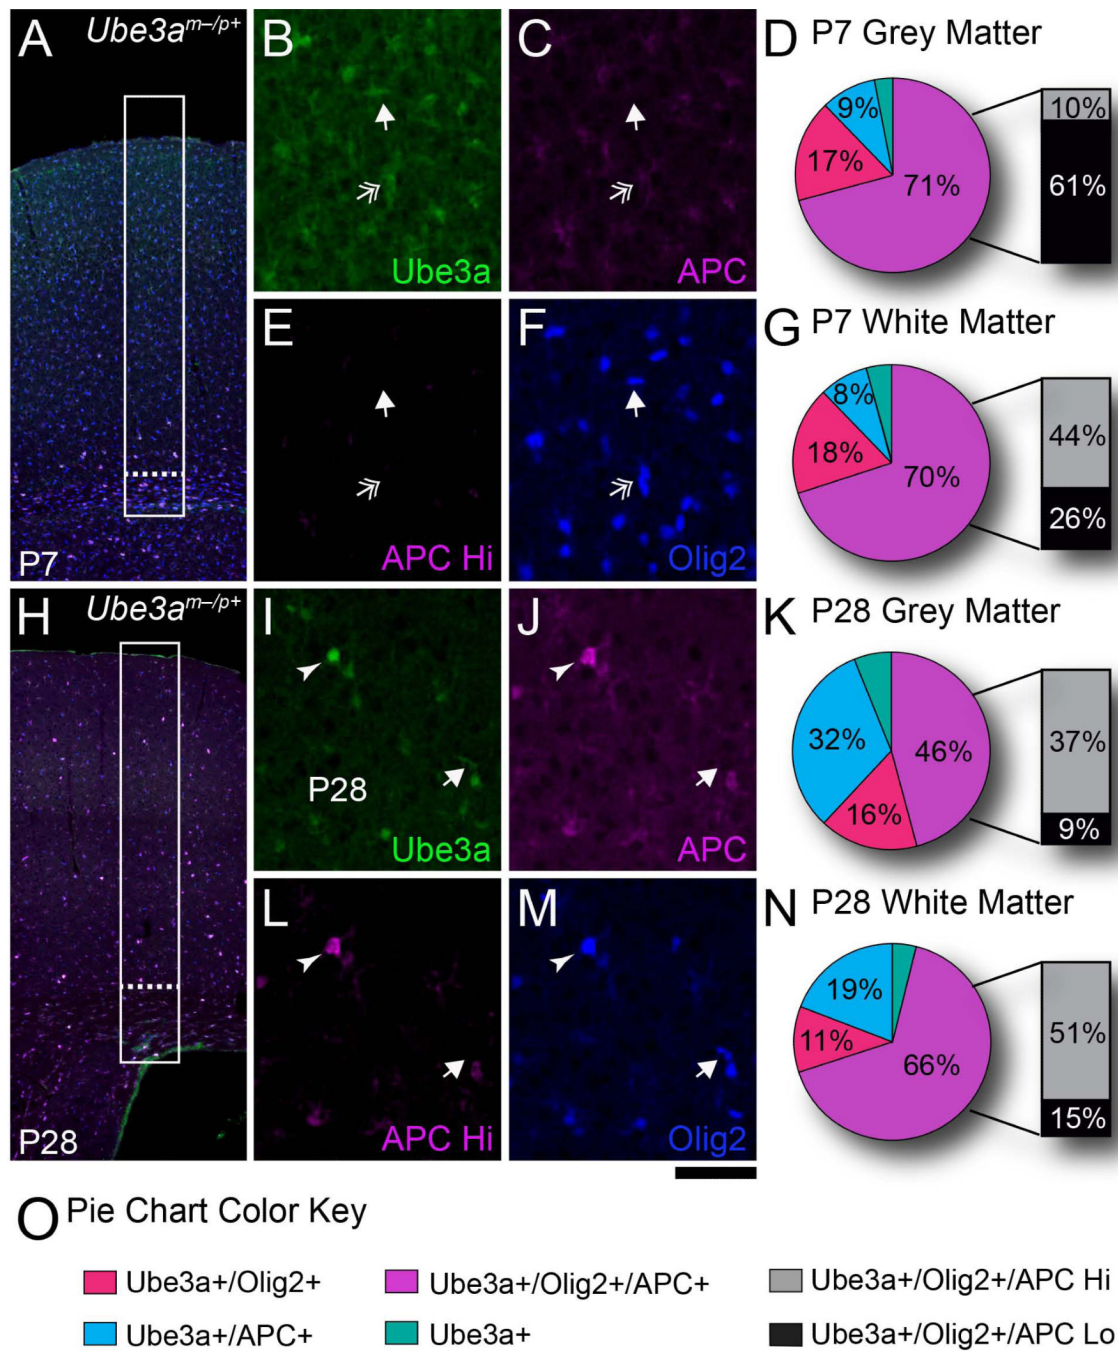 A Ube3a^m–/p+
B
C
D P7 Grey Matter
9%
17%
71%
10%
61%
Ube3a
APC
E
F
G P7 White Matter
8%
18%
70%
44%
26%
P7
APC Hi
Olig2
H Ube3a^m–/p+
I
J
K P28 Grey Matter
32%
46%
16%
37%
9%
P28
Ube3a
APC
L
M
N P28 White Matter
19%
11%
66%
51%
15%
P28
APC Hi
Olig2
O Pie Chart Color Key
Ube3a+/Olig2+
Ube3a+/Olig2+/APC+
Ube3a+/Olig2+/APC Hi
Ube3a+/APC+
Ube3a+
Ube3a+/Olig2+/APC Lo